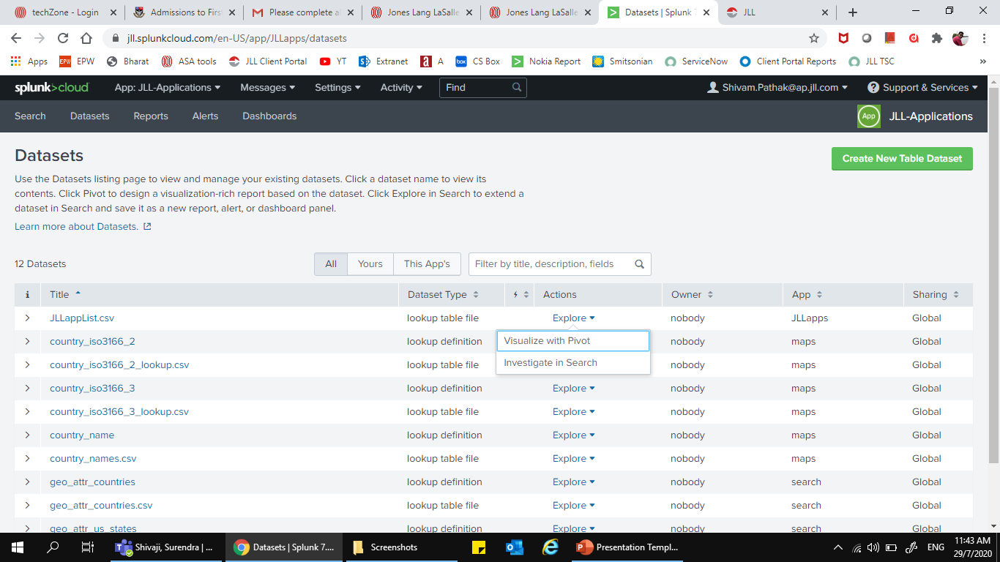 techZone - Login
Admissions to Firs
Please complete a
Jones Lang LaSalle
Jones Lang LaSalle
Datasets | Splunk 7
JLL
jll.splunkcloud.com/en-US/app/JLLapps/datasets
Apps EPW EPW Bharat ASA tools JLL Client Portal YT Extranet a A box CS Box Nokia Report Smitsonian ServiceNow Client Portal Reports JLL TSC »
splunk>cloud App: JLL-Applications Messages Settings Activity Find Shivam.Pathak@ap.jll.com ? Support & Services
Search Datasets Reports Alerts Dashboards App JLL-Applications
Datasets
Create New Table Dataset
Use the Datasets listing page to view and manage your existing datasets. Click a dataset name to view its
contents. Click Pivot to design a visualization-rich report based on the dataset. Click Explore in Search to extend a
dataset in Search and save it as a new report, alert, or dashboard panel.
Learn more about Datasets.
12 Datasets All Yours This App's Filter by title, description, fields
i Title Dataset Type Actions Owner App Sharing
> JLLappList.csv lookup table file Explore nobody JLLapps Global
> country_iso3166_2 lookup definition Visualize with Pivot nobody maps Global
> country_iso3166_2_lookup.csv lookup table file Investigate in Search nobody maps Global
> country_iso3166_3 lookup definition Explore nobody maps Global
> country_iso3166_3_lookup.csv lookup table file Explore nobody maps Global
> country_name lookup definition Explore nobody maps Global
> country_names.csv lookup table file Explore nobody maps Global
> geo_attr_countries lookup definition Explore nobody search Global
> geo_attr_countries.csv lookup table file Explore nobody search Global
> geo_attr_us_states lookup definition Explore nobody search Global
Shivaji, Surendra | ... Datasets | Splunk 7.... Screenshots Presentation Templ... ENG 11:43 AM
29/7/2020